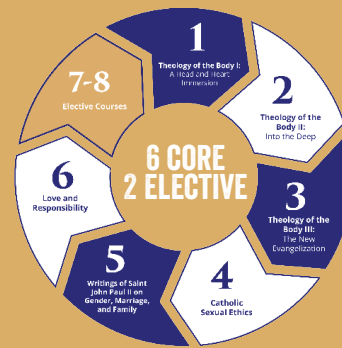 1
Theology of the Body I:
A Head and Heart
Immersion
2
Theology of the
Body II:
Into the Deep
3
Theology of the
Body III:
The New
Evangelization
4
Catholic
Sexual Ethics
5
Writings of Saint
John Paul II on
Gender, Marriage,
and Family
6
Love and
Responsibility
7-8
Elective Courses
6 CORE
2 ELECTIVE